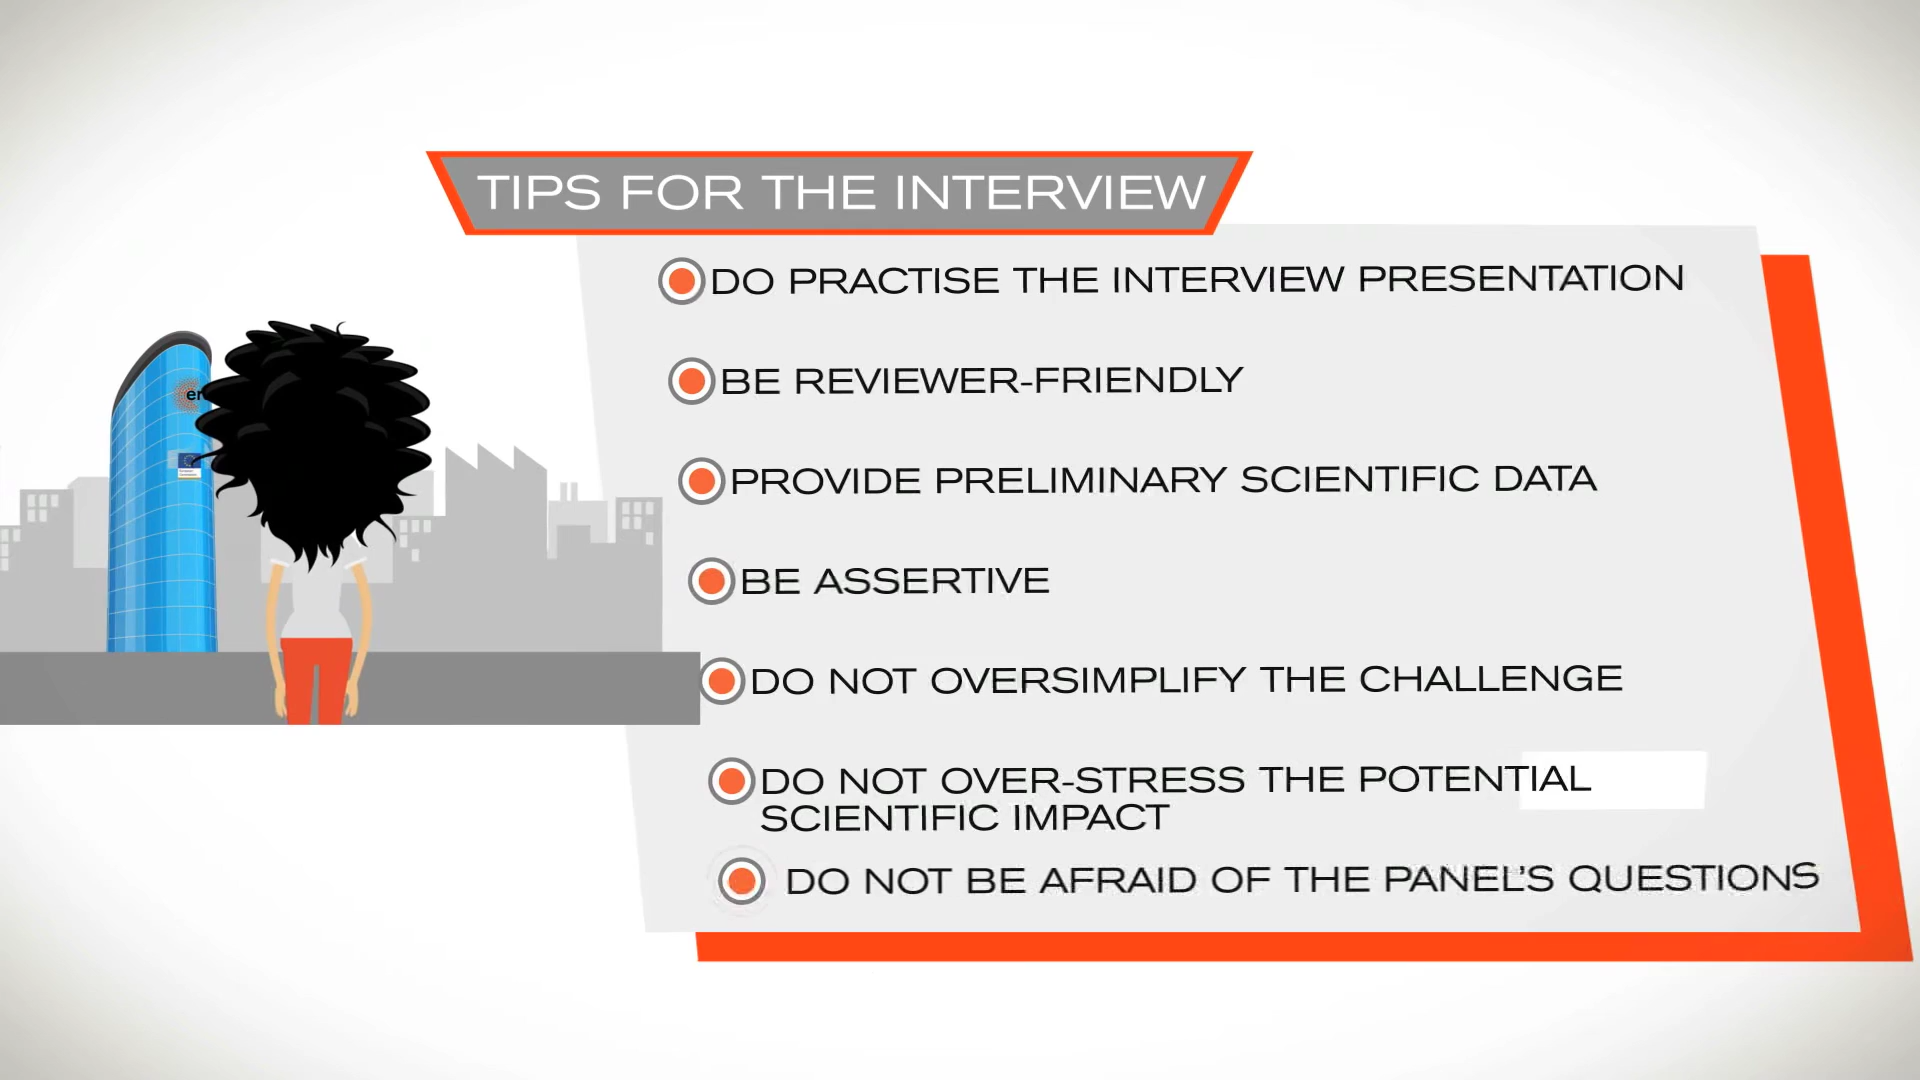 TIPS FOR THE INTERVIEW
DO PRACTISE THE INTERVIEW PRESENTATION
BE REVIEWER-FRIENDLY
PROVIDE PRELIMINARY SCIENTIFIC DATA
BE ASSERTIVE
DO NOT OVERSIMPLIFY THE CHALLENGE
DO NOT OVER-STRESS THE POTENTIAL
SCIENTIFIC IMPACT
DO NOT BE AFRAID OF THE PANEL'S QUESTIONS